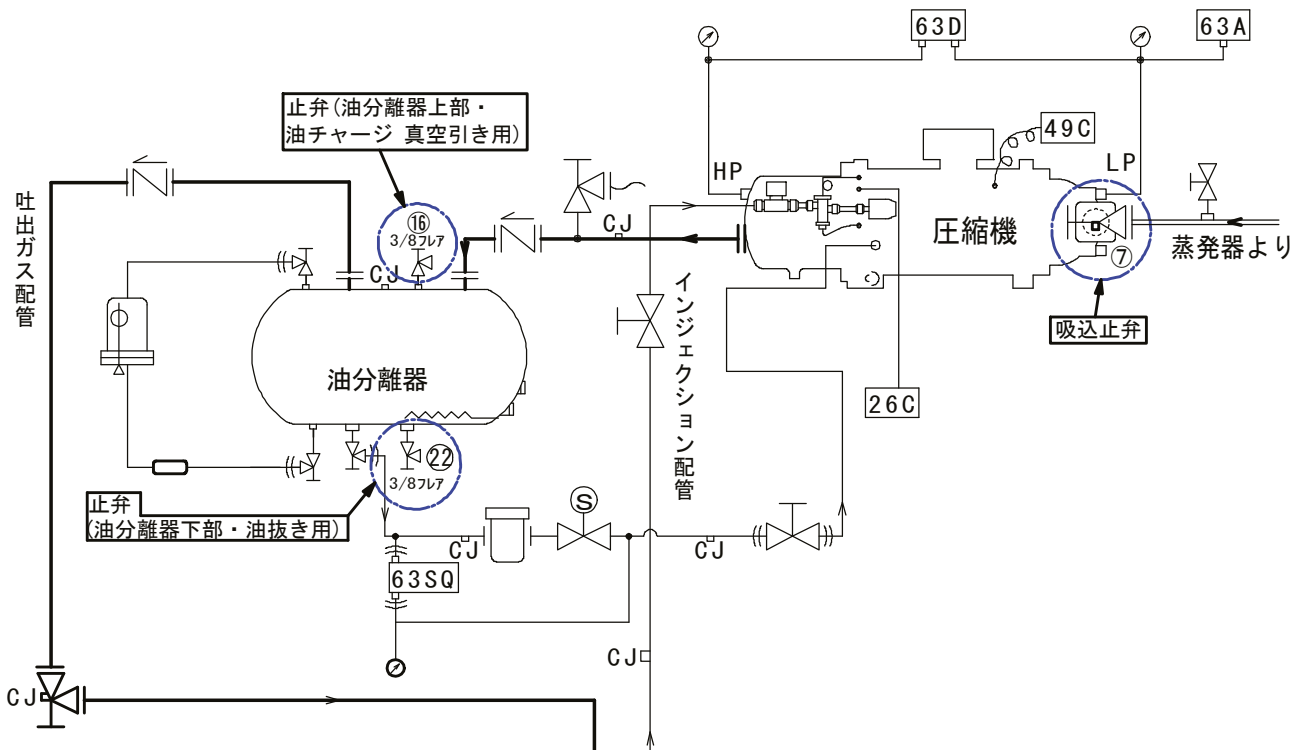 63D
63A
止弁(油分離器上部・
油チャージ 真空引き用)
49C
HP
LP
吐出ガス配管
⑯
3/8フレア
CJ
CJ
圧縮機
⑦
蒸発器より
インジェクション配管
吸込止弁
油分離器
26C
㉒
3/8フレア
止弁
(油分離器下部・油抜き用)
S
CJ
CJ
63SQ
CJ
CJ